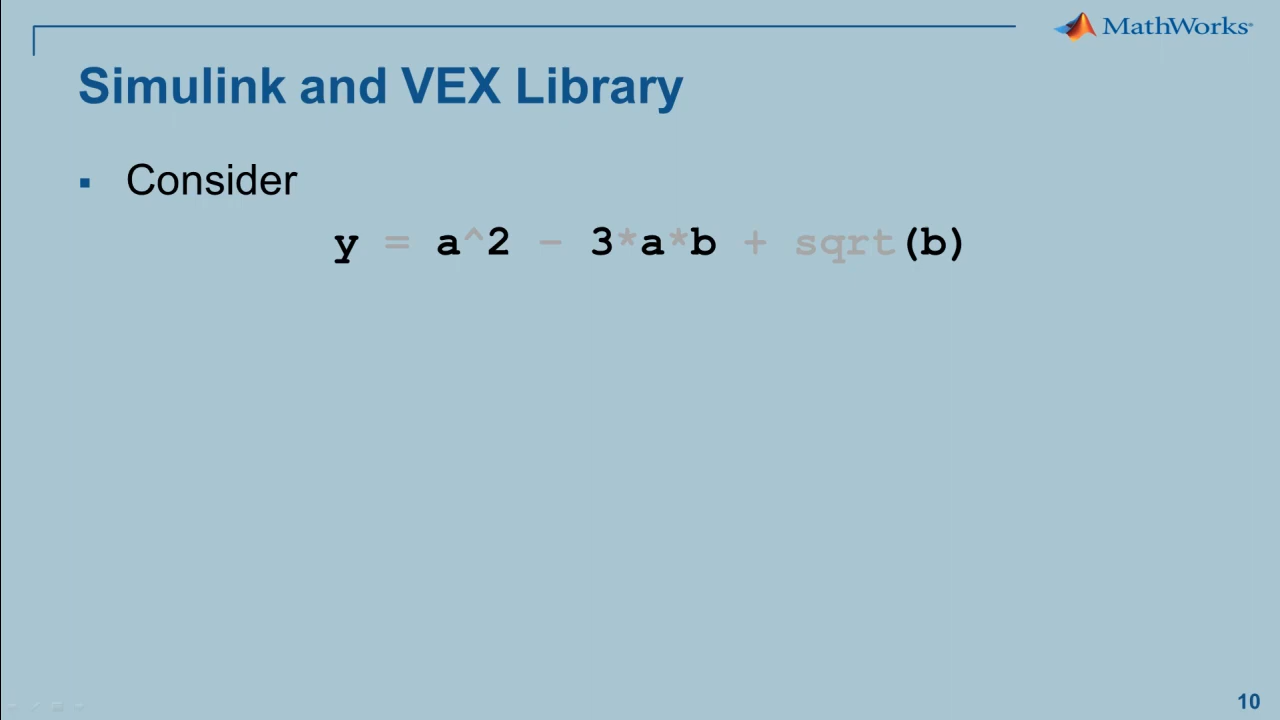 MathWorks®
Simulink and VEX Library
▪ Consider
y = a^2 – 3*a*b + sqrt(b)
10